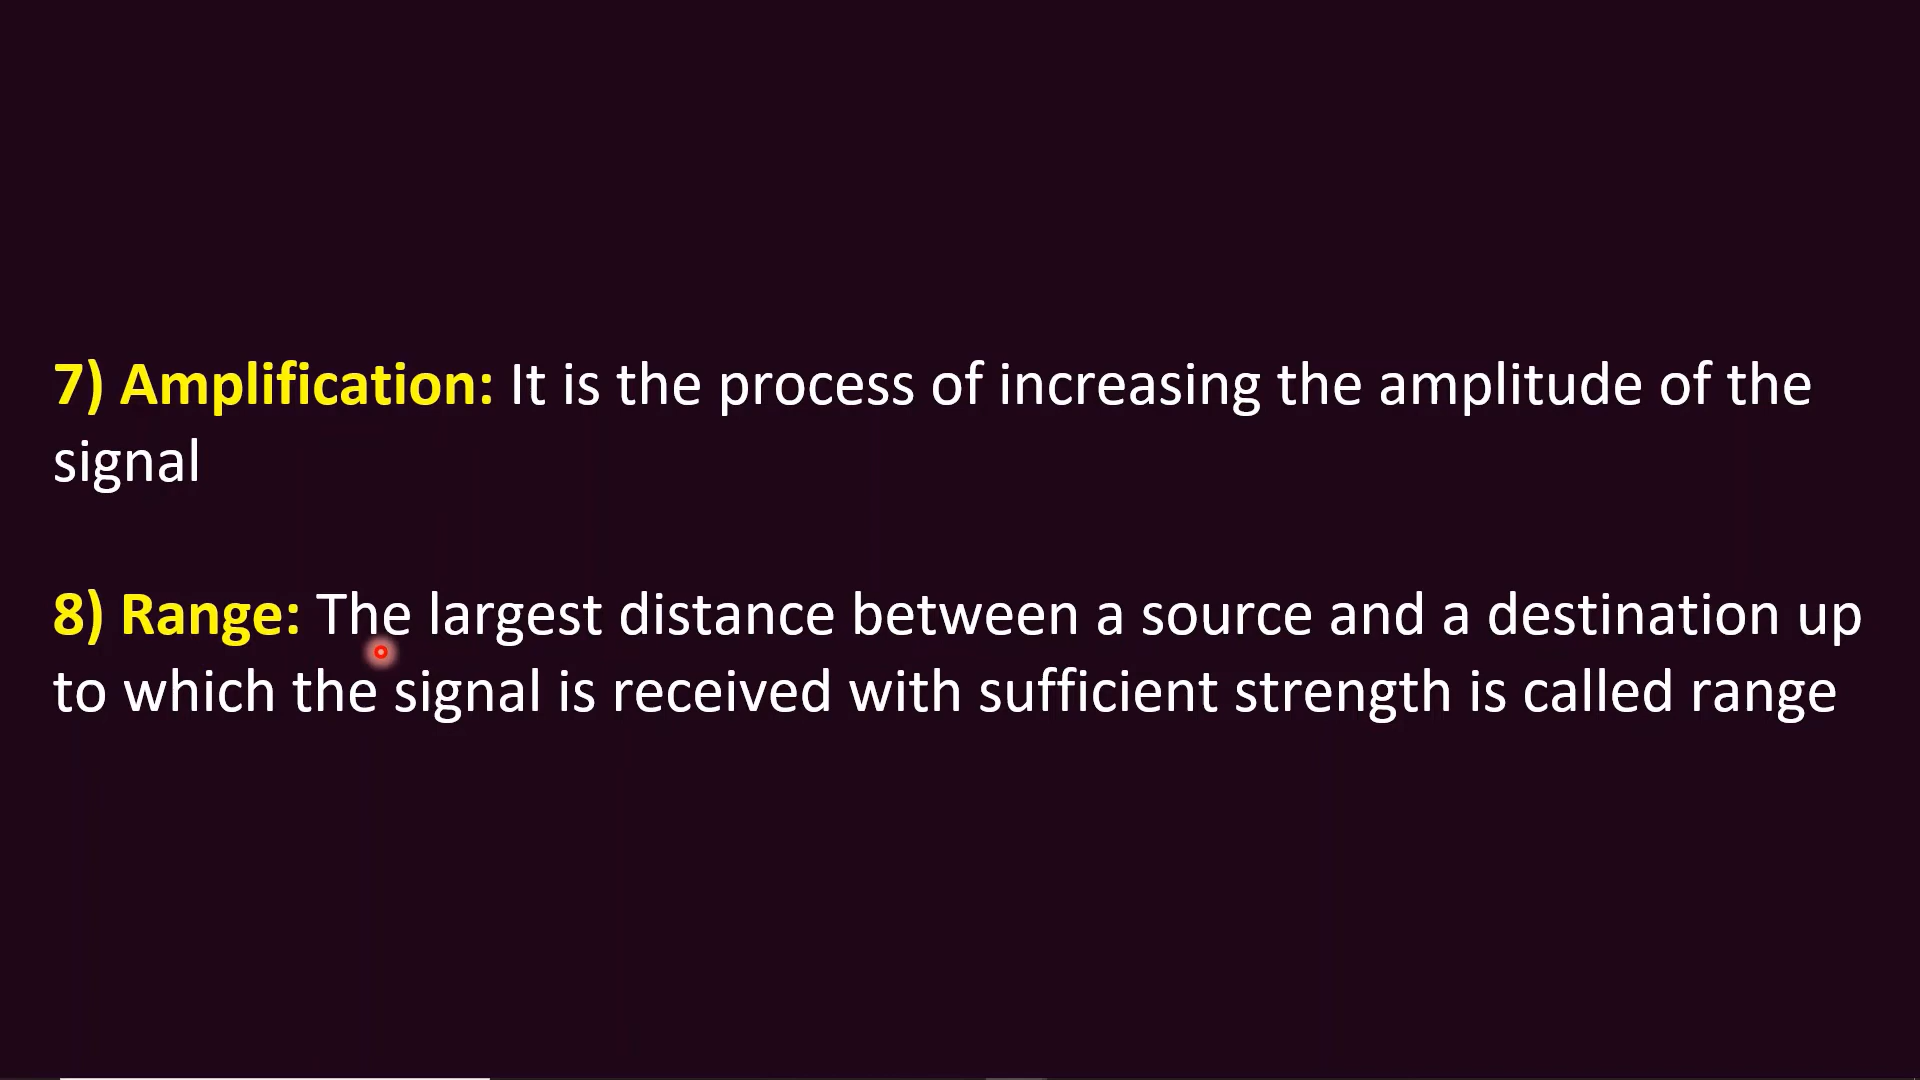 7) Amplification: It is the process of increasing the amplitude of the
signal
8) Range: The largest distance between a source and a destination up
to which the signal is received with sufficient strength is called range